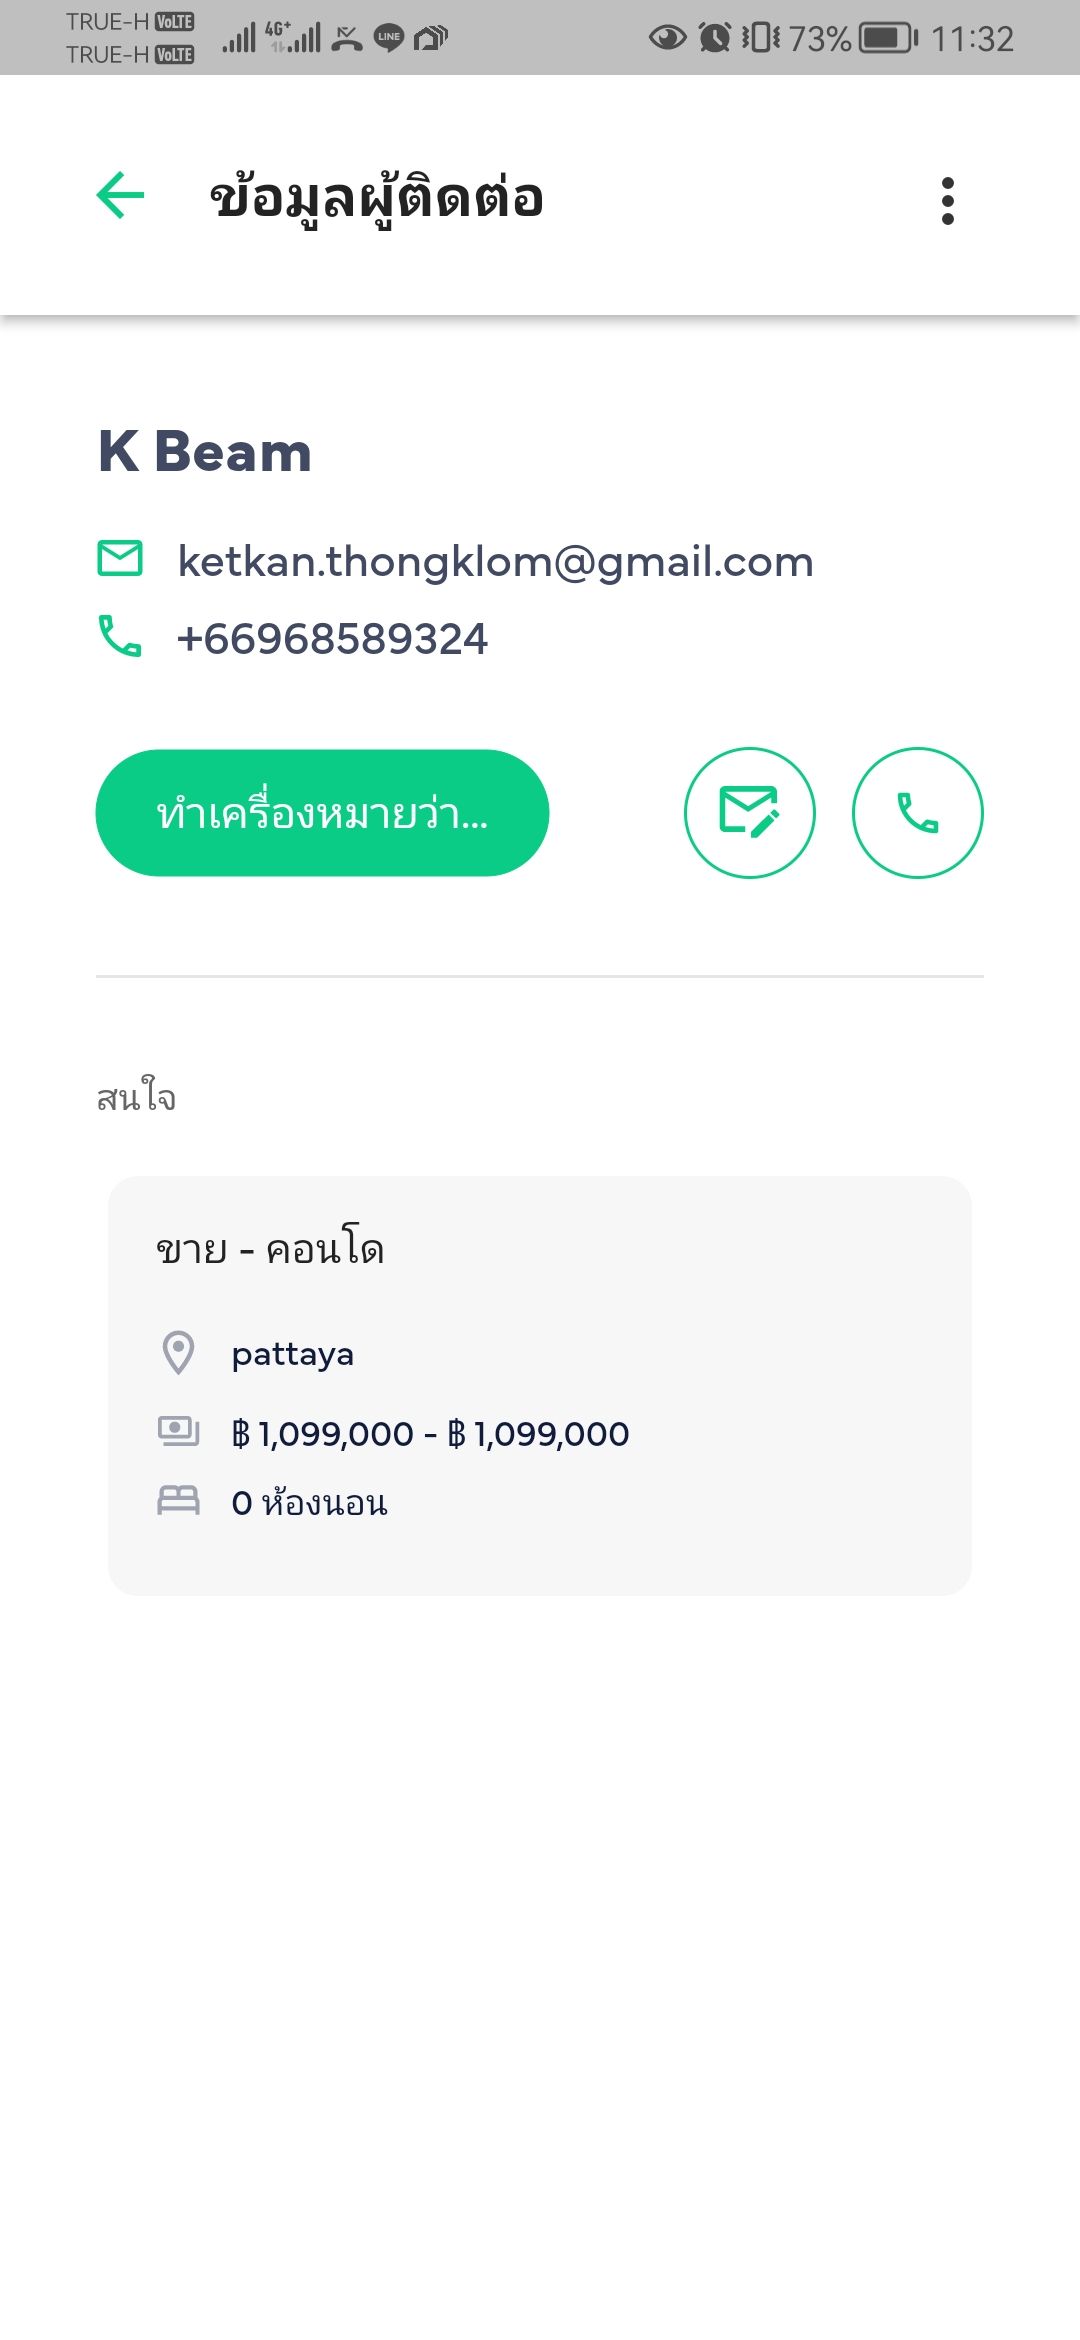 TRUE-H VoLTE
TRUE-H VoLTE
4G+
LINE
73%
11:32
ข้อมูลผู้ติดต่อ
K Beam
ketkan.thongklom@gmail.com
+66968589324
ทำเครื่องหมายว่า...
สนใจ
ขาย - คอนโด
pattaya
฿ 1,099,000 - ฿ 1,099,000
0 ห้องนอน